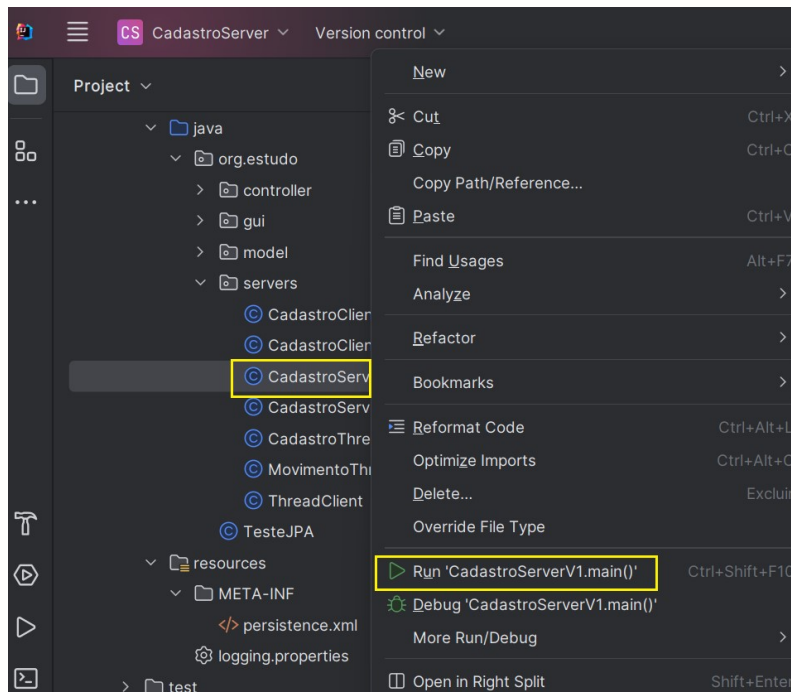 CS CadastroServer Version control
Project
java
org.estudo
controller
gui
model
servers
CadastroClien
CadastroClien
CadastroServ
CadastroServ
CadastroThre
MovimentoThr
ThreadClient
TesteJPA
resources
META-INF
persistence.xml
logging.properties
test
New
Cut Ctrl+X
Copy Ctrl+C
Copy Path/Reference...
Paste Ctrl+V
Find Usages Alt+F7
Analyze
Refactor
Bookmarks
Reformat Code Ctrl+Alt+L
Optimize Imports Ctrl+Alt+O
Delete... Excluir
Override File Type
Run 'CadastroServerV1.main()' Ctrl+Shift+F10
Debug 'CadastroServerV1.main()'
More Run/Debug
Open in Right Split Shift+Enter